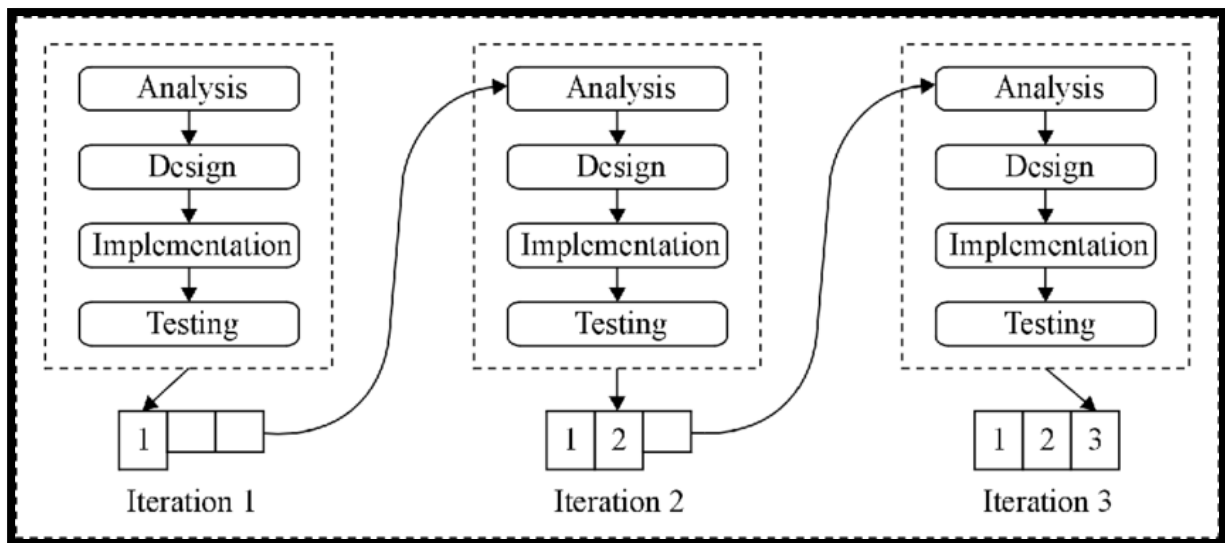 Analysis
Design
Implementation
Testing
1
Iteration 1
Analysis
Design
Implementation
Testing
1 2
Iteration 2
Analysis
Design
Implementation
Testing
1 2 3
Iteration 3